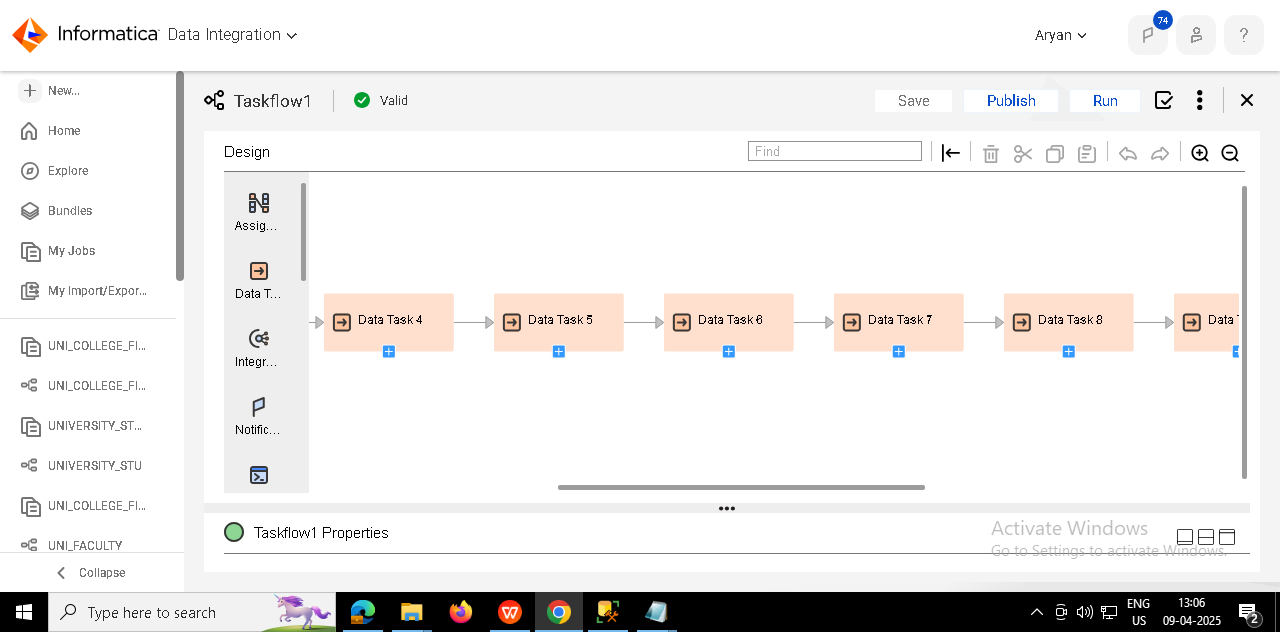 Informatica
Data Integration
Aryan
74
?
New...
Home
Explore
Bundles
My Jobs
My Import/Expor...
UNI_COLLEGE_FI...
UNI_COLLEGE_FI...
UNIVERSITY_ST...
UNIVERSITY_STU
UNI_COLLEGE_FI...
UNI_FACULTY
Collapse
Taskflow1
Valid
Save
Publish
Run
Design
Find
Assig...
Data T...
Integr...
Notific...
Data Task 4
Data Task 5
Data Task 6
Data Task 7
Data Task 8
Data T
Taskflow1 Properties
Activate Windows
Go to Settings to activate Windows.
Type here to search
ENG
US
13:06
09-04-2025
2